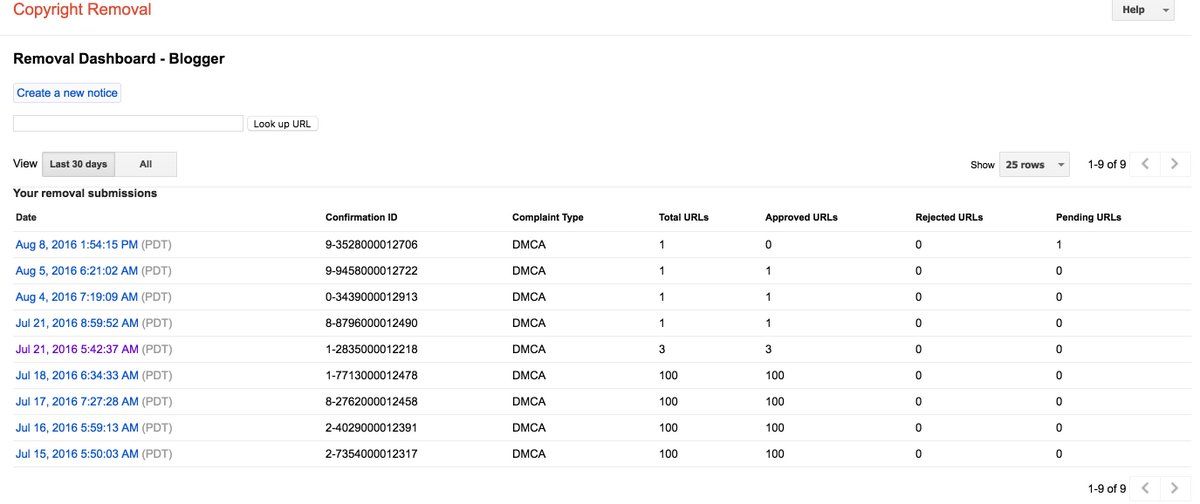 Copyright Removal
Help
Removal Dashboard - Blogger
Create a new notice
Look up URL
View Last 30 days All Show 25 rows 1-9 of 9
Your removal submissions
Date Confirmation ID Complaint Type Total URLs Approved URLs Rejected URLs Pending URLs
Aug 8, 2016 1:54:15 PM (PDT) 9-3528000012706 DMCA 1 0 0 1
Aug 5, 2016 6:21:02 AM (PDT) 9-9458000012722 DMCA 1 1 0 0
Aug 4, 2016 7:19:09 AM (PDT) 0-3439000012913 DMCA 1 1 0 0
Jul 21, 2016 8:59:52 AM (PDT) 8-8796000012490 DMCA 1 1 0 0
Jul 21, 2016 5:42:37 AM (PDT) 1-2835000012218 DMCA 3 3 0 0
Jul 18, 2016 6:34:33 AM (PDT) 1-7713000012478 DMCA 100 100 0 0
Jul 17, 2016 7:27:28 AM (PDT) 8-2762000012458 DMCA 100 100 0 0
Jul 16, 2016 5:59:13 AM (PDT) 2-4029000012391 DMCA 100 100 0 0
Jul 15, 2016 5:50:03 AM (PDT) 2-7354000012317 DMCA 100 100 0 0
1-9 of 9